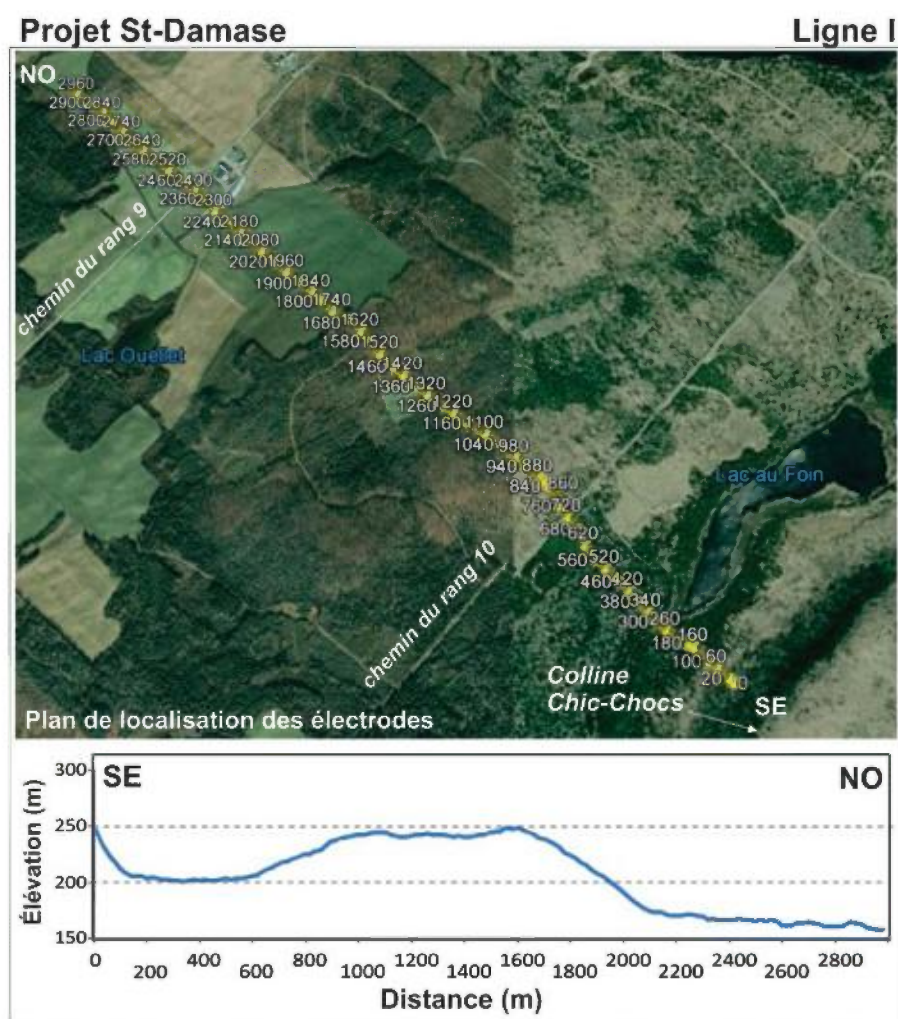 Projet St-Damase
Ligne I
NO
2960
2900 2840
2800 2740
2700 2640
2580 2520
2460 2400
2360 2300
2240 2180
2140 2080
2020 1960
1900 1840
1800 1740
1680 1620
1580 1520
1460 1420
1360 1320
1260 1220
1160 1100
1040 980
940 880
840 860
760 720
680 620
560 520
460 420
380 340
300 260
180 160
100 60
20
chemin du rang 9
Lac Ouellet
Lac au Foin
chemin du rang 10
Colline
Chic-Chocs
SE
Plan de localisation des électrodes
SE
NO
Élévation (m)
300
250
200
150
0 200 400 600 800 1000 1200 1400 1600 1800 2000 2200 2400 2600 2800
Distance (m)